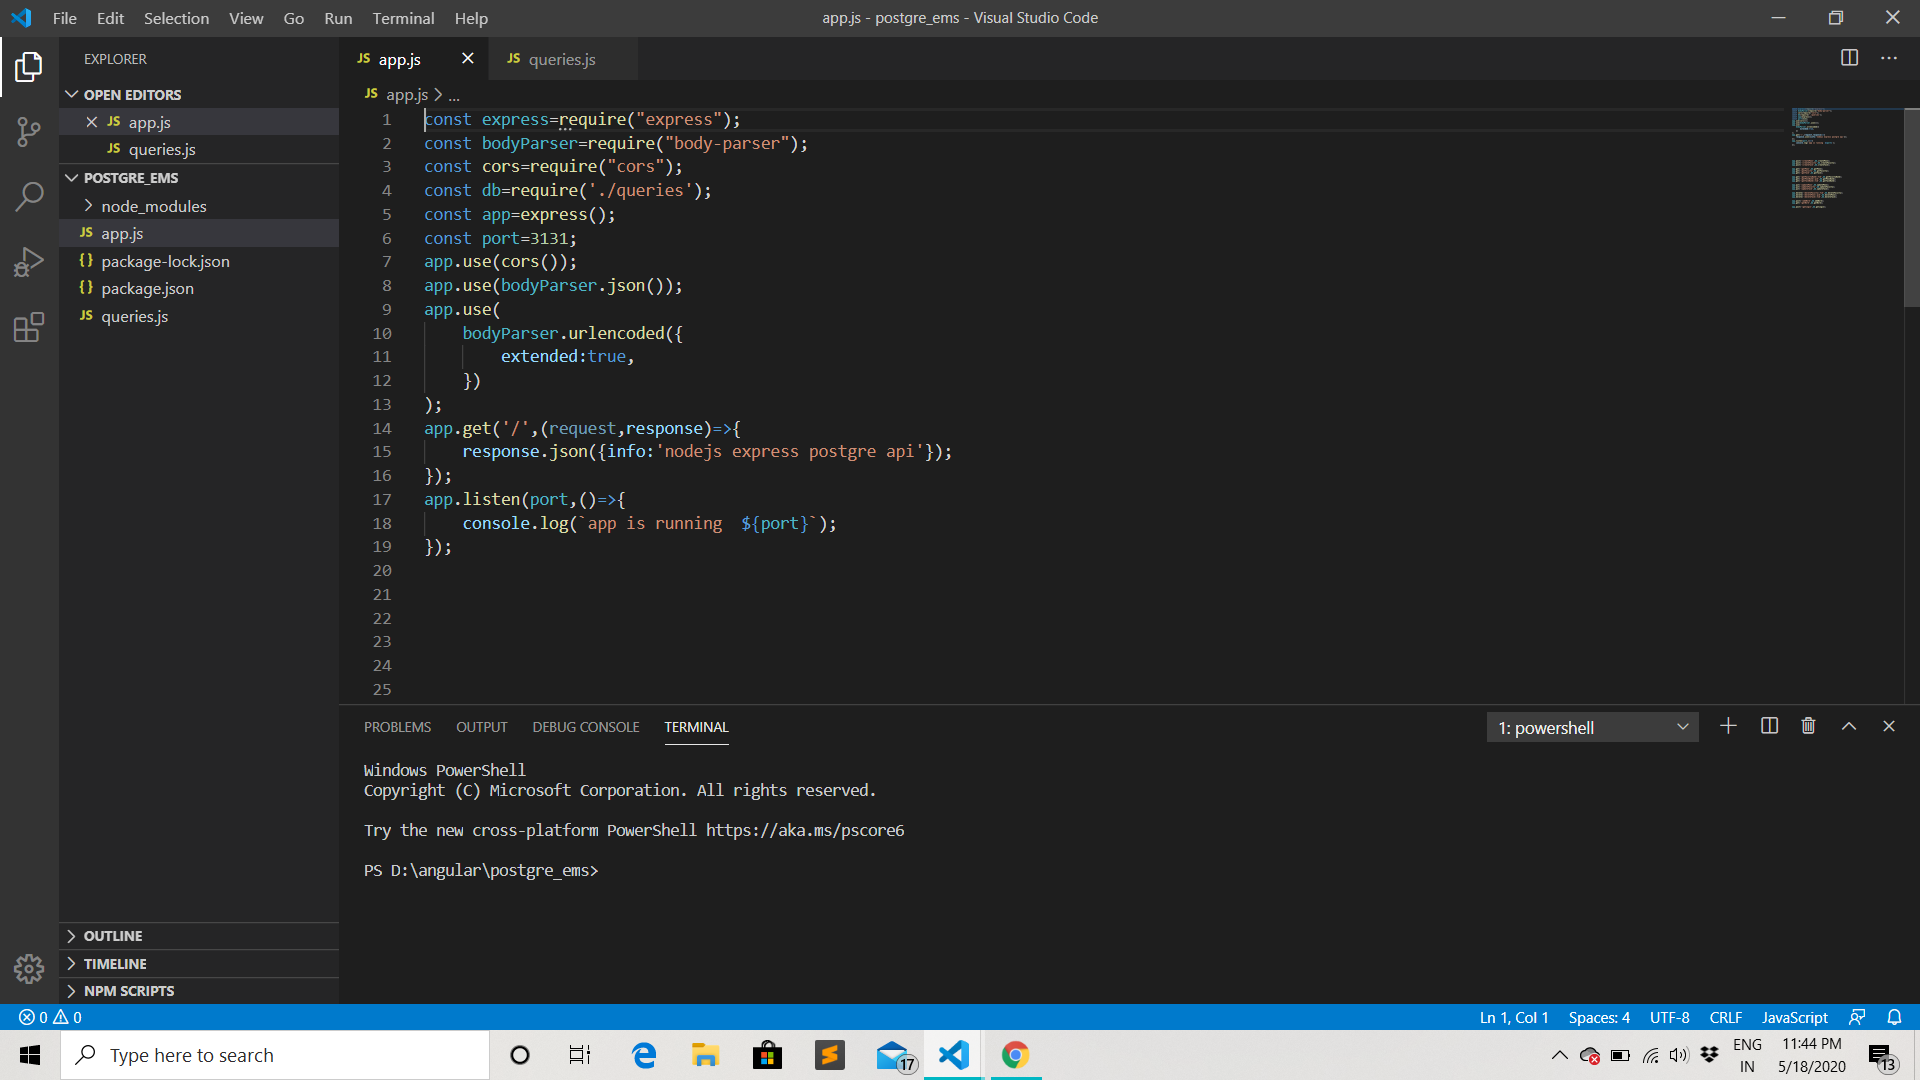 File Edit Selection View Go Run Terminal Help
app.js - postgre_ems - Visual Studio Code
EXPLORER
OPEN EDITORS
JS app.js
JS queries.js
POSTGRE_EMS
node_modules
JS app.js
{} package-lock.json
{} package.json
JS queries.js
OUTLINE
TIMELINE
NPM SCRIPTS
JS app.js
JS queries.js
JS app.js > ...
1 const express=require("express");
2 const bodyParser=require("body-parser");
3 const cors=require("cors");
4 const db=require('./queries');
5 const app=express();
6 const port=3131;
7 app.use(cors());
8 app.use(bodyParser.json());
9 app.use(
10 bodyParser.urlencoded({
11 extended:true,
12 })
13 );
14 app.get('/',(request,response)=>{
15 response.json({info:'nodejs express postgre api'});
16 });
17 app.listen(port,()=>{
18 console.log(`app is running  ${port}`);
19 });
20
21
22
23
24
25
PROBLEMS OUTPUT DEBUG CONSOLE TERMINAL
1: powershell
Windows PowerShell
Copyright (C) Microsoft Corporation. All rights reserved.
Try the new cross-platform PowerShell https://aka.ms/pscore6
PS D:\angular\postgre_ems>
0 0
Ln 1, Col 1 Spaces: 4 UTF-8 CRLF JavaScript
Type here to search
17
ENG
IN
11:44 PM
5/18/2020
13